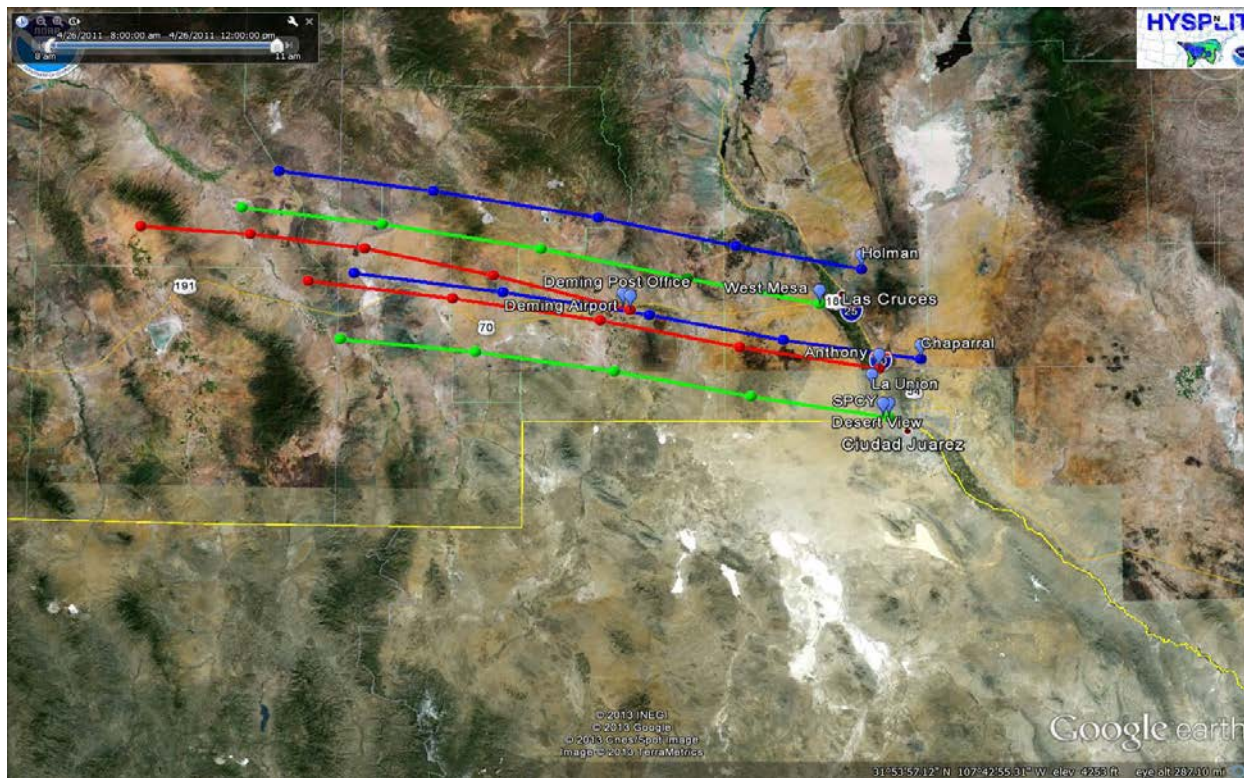 4/26/2011 8:00:00 am 4/26/2011 12:00:00 pm
8 am
11 am
HYSPLIT
Holman
Deming Post Office
West Mesa
Las Cruces
10
25
191
Deming Airport
70
Anthony
Chaparral
La Union
SPCY
Desert View
Ciudad Juarez
© 2013 INEGI
© 2013 Google
© 2013 Cnes/Spot Image
Image © 2013 TerraMetrics
Google earth
31°53'57.12" N 107°42'55.31" W elev 4253 ft eye alt 287.10 mi